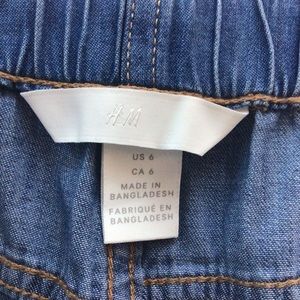 H&M
US 6
CA 6
MADE IN
BANGLADESH
FABRIQUÉ EN
BANGLADESH